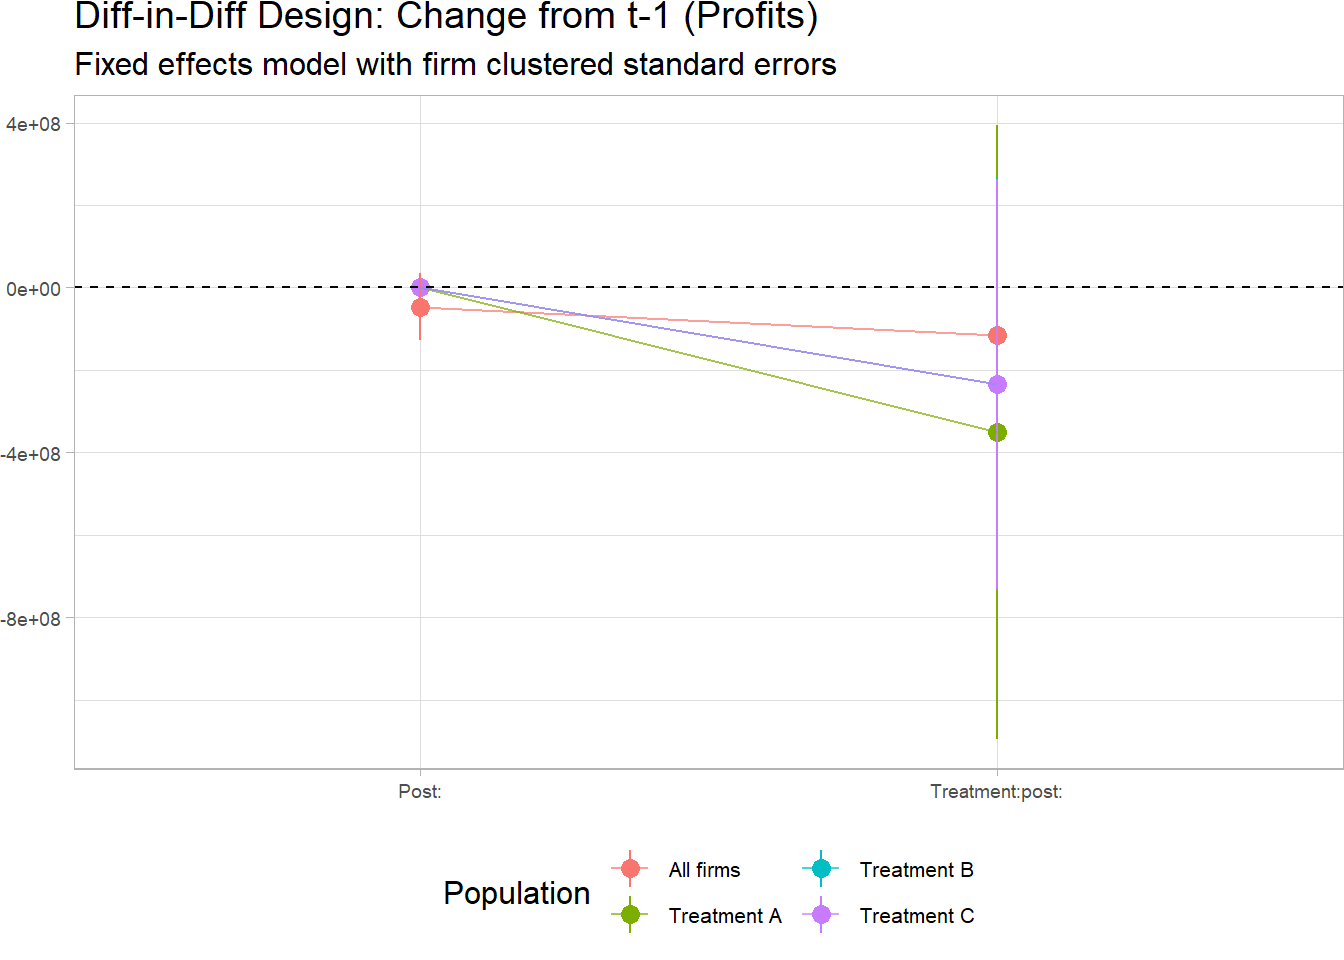 Diff-in-Diff Design: Change from t-1 (Profits)
Fixed effects model with firm clustered standard errors
4e+08
0e+00
-4e+08
-8e+08
Post:
Treatment:post:
Population
All firms
Treatment A
Treatment B
Treatment C